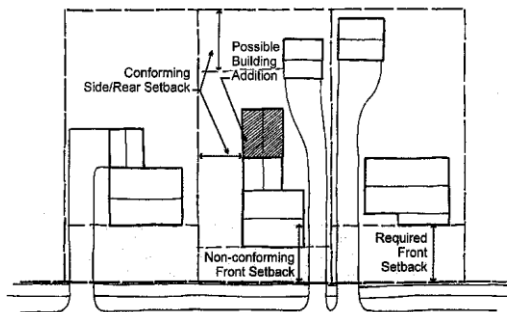 Possible
Building
Addition
Conforming
Side/Rear Setback
Non-conforming
Front Setback
Required
Front
Setback